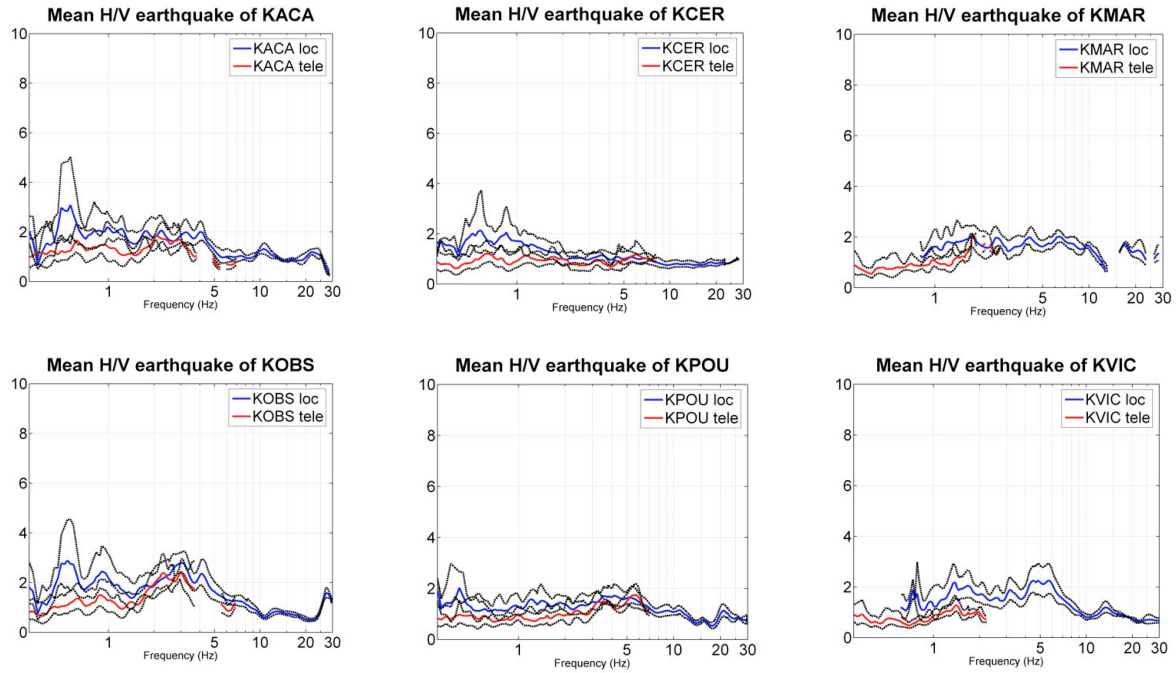 Mean H/V earthquake of KACA
10
8
6
4
2
0
KACA loc
KACA tele
1 5 10 20 30
Frequency (Hz)
Mean H/V earthquake of KCER
10
8
6
4
2
0
KCER loc
KCER tele
1 5 10 20 30
Frequency (Hz)
Mean H/V earthquake of KMAR
10
8
6
4
2
0
KMAR loc
KMAR tele
1 5 10 20 30
Frequency (Hz)
Mean H/V earthquake of KOBS
10
8
6
4
2
0
KOBS loc
KOBS tele
1 5 10 20 30
Frequency (Hz)
Mean H/V earthquake of KPOU
10
8
6
4
2
0
KPOU loc
KPOU tele
1 5 10 20 30
Frequency (Hz)
Mean H/V earthquake of KVIC
10
8
6
4
2
0
KVIC loc
KVIC tele
1 5 10 20 30
Frequency (Hz)